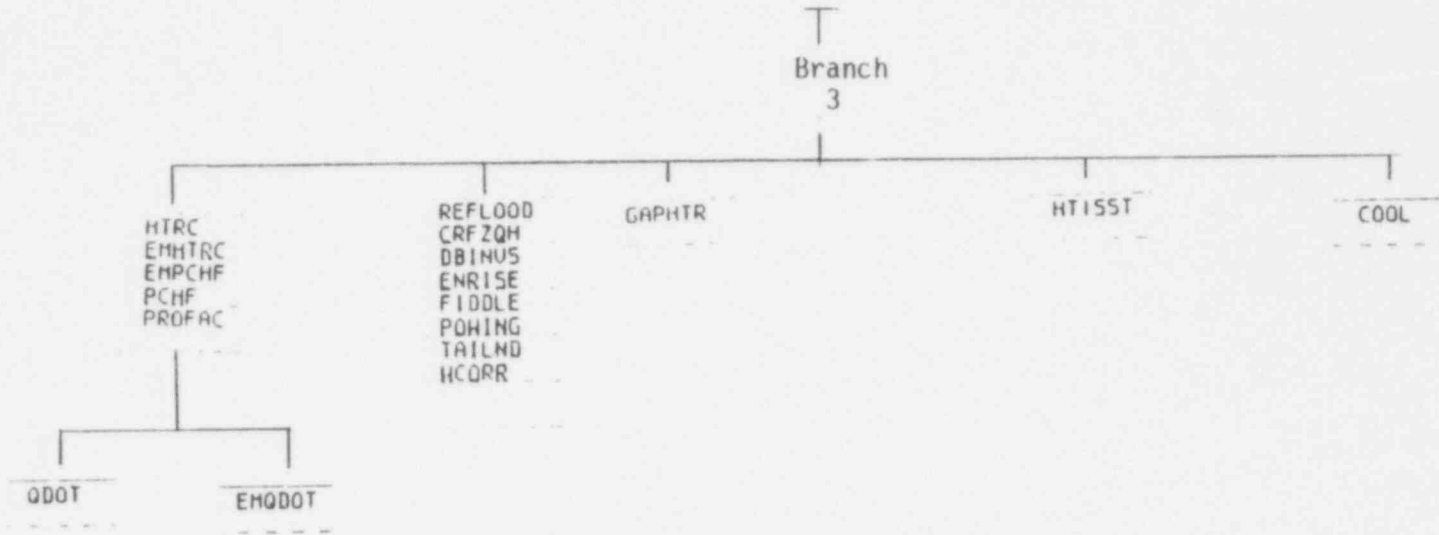 Branch
3
HTRC
EMHTRC
EMPCHF
PCHF
PROFAC
REFLOOD
CRFZQH
DBINVS
ENRISE
FIDDLE
POWING
TAILND
HCORR
GAPHTR
HTISST
COOL
QDOT
EMQDOT